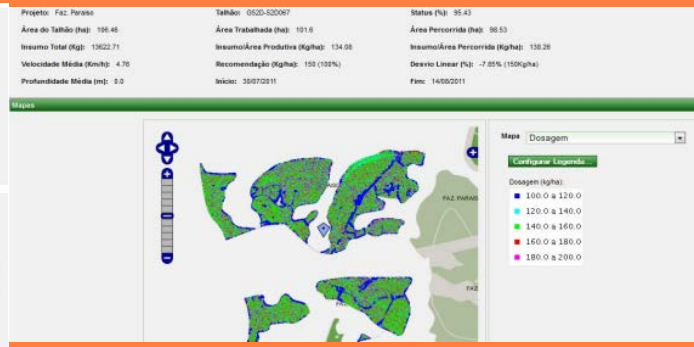 Projeto: Faz. Paraiso Talhão: G52D-S2D067 Status (%): 95.43
Área do Talhão (ha): 106.46 Área Trabalhada (ha): 101.6 Área Percorrida (ha): 98.53
Insumo Total (Kg): 13622.71 Insumo/Área Produtiva (Kg/ha): 134.08 Insumo/Área Percorrida (Kg/ha): 138.26
Velocidade Média (Km/h): 4.76 Recomendação (Kg/ha): 150 (100%) Desvio Linear (%): -7.85% (150Kg/ha)
Profundidade Média (m): 0.0 Início: 30/07/2011 Fim: 14/08/2011
Mapas
Mapa Dosagem
Configurar Legenda...
Dosagem (kg/ha):
100.0 a 120.0
120.0 a 140.0
140.0 a 160.0
160.0 a 180.0
180.0 a 200.0
FAZ. PARAIS
FAZ